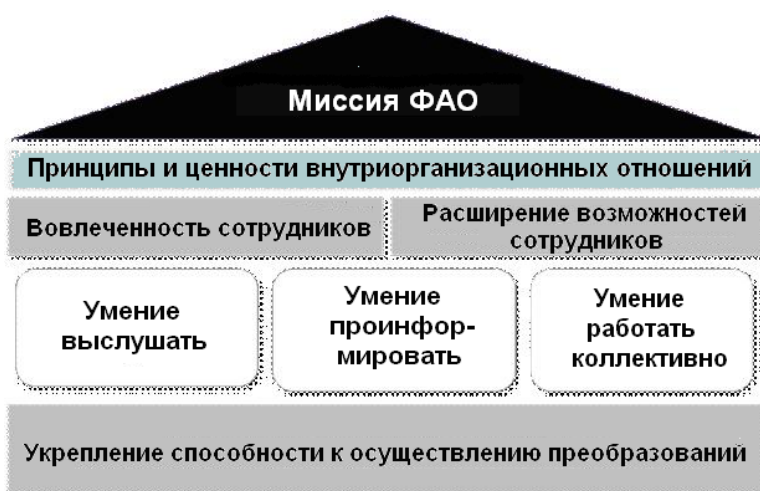 Миссия ФАО
Принципы и ценности внутриорганизационных отношений
Вовлеченность сотрудников
Расширение возможностей
сотрудников
Умение
выслушать
Умение
проинфор-
мировать
Умение
работать
коллективно
Укрепление способности к осуществлению преобразований